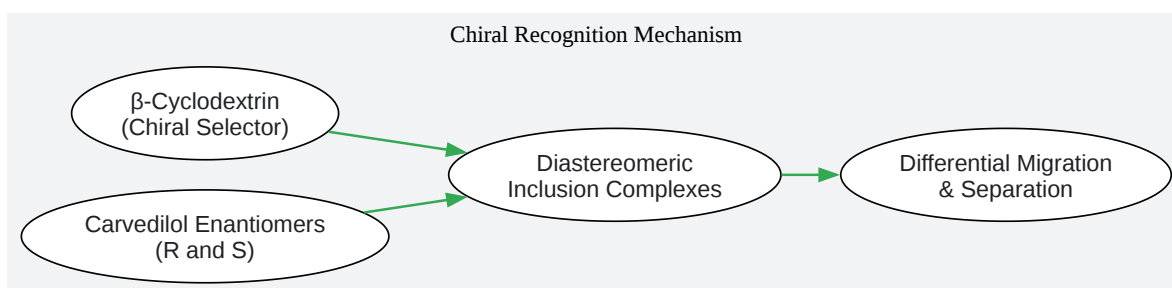 Chiral Recognition Mechanism
β-Cyclodextrin
(Chiral Selector)
Carvedilol Enantiomers
(R and S)
Diastereomeric
Inclusion Complexes
Differential Migration
& Separation